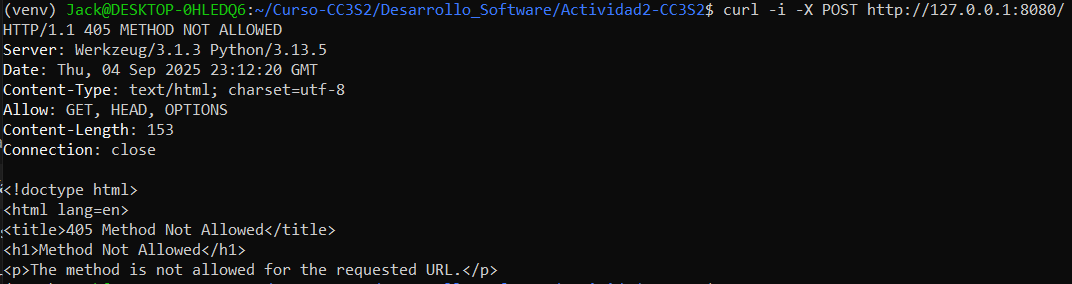 (venv) Jack@DESKTOP-0HLEDQ6:~/Curso-CC3S2/Desarrollo_Software/Actividad2-CC3S2$ curl -i -X POST http://127.0.0.1:8080/
HTTP/1.1 405 METHOD NOT ALLOWED
Server: Werkzeug/3.1.3 Python/3.13.5
Date: Thu, 04 Sep 2025 23:12:20 GMT
Content-Type: text/html; charset=utf-8
Allow: GET, HEAD, OPTIONS
Content-Length: 153
Connection: close
<!doctype html>
<html lang=en>
<title>405 Method Not Allowed</title>
<h1>Method Not Allowed</h1>
<p>The method is not allowed for the requested URL.</p>